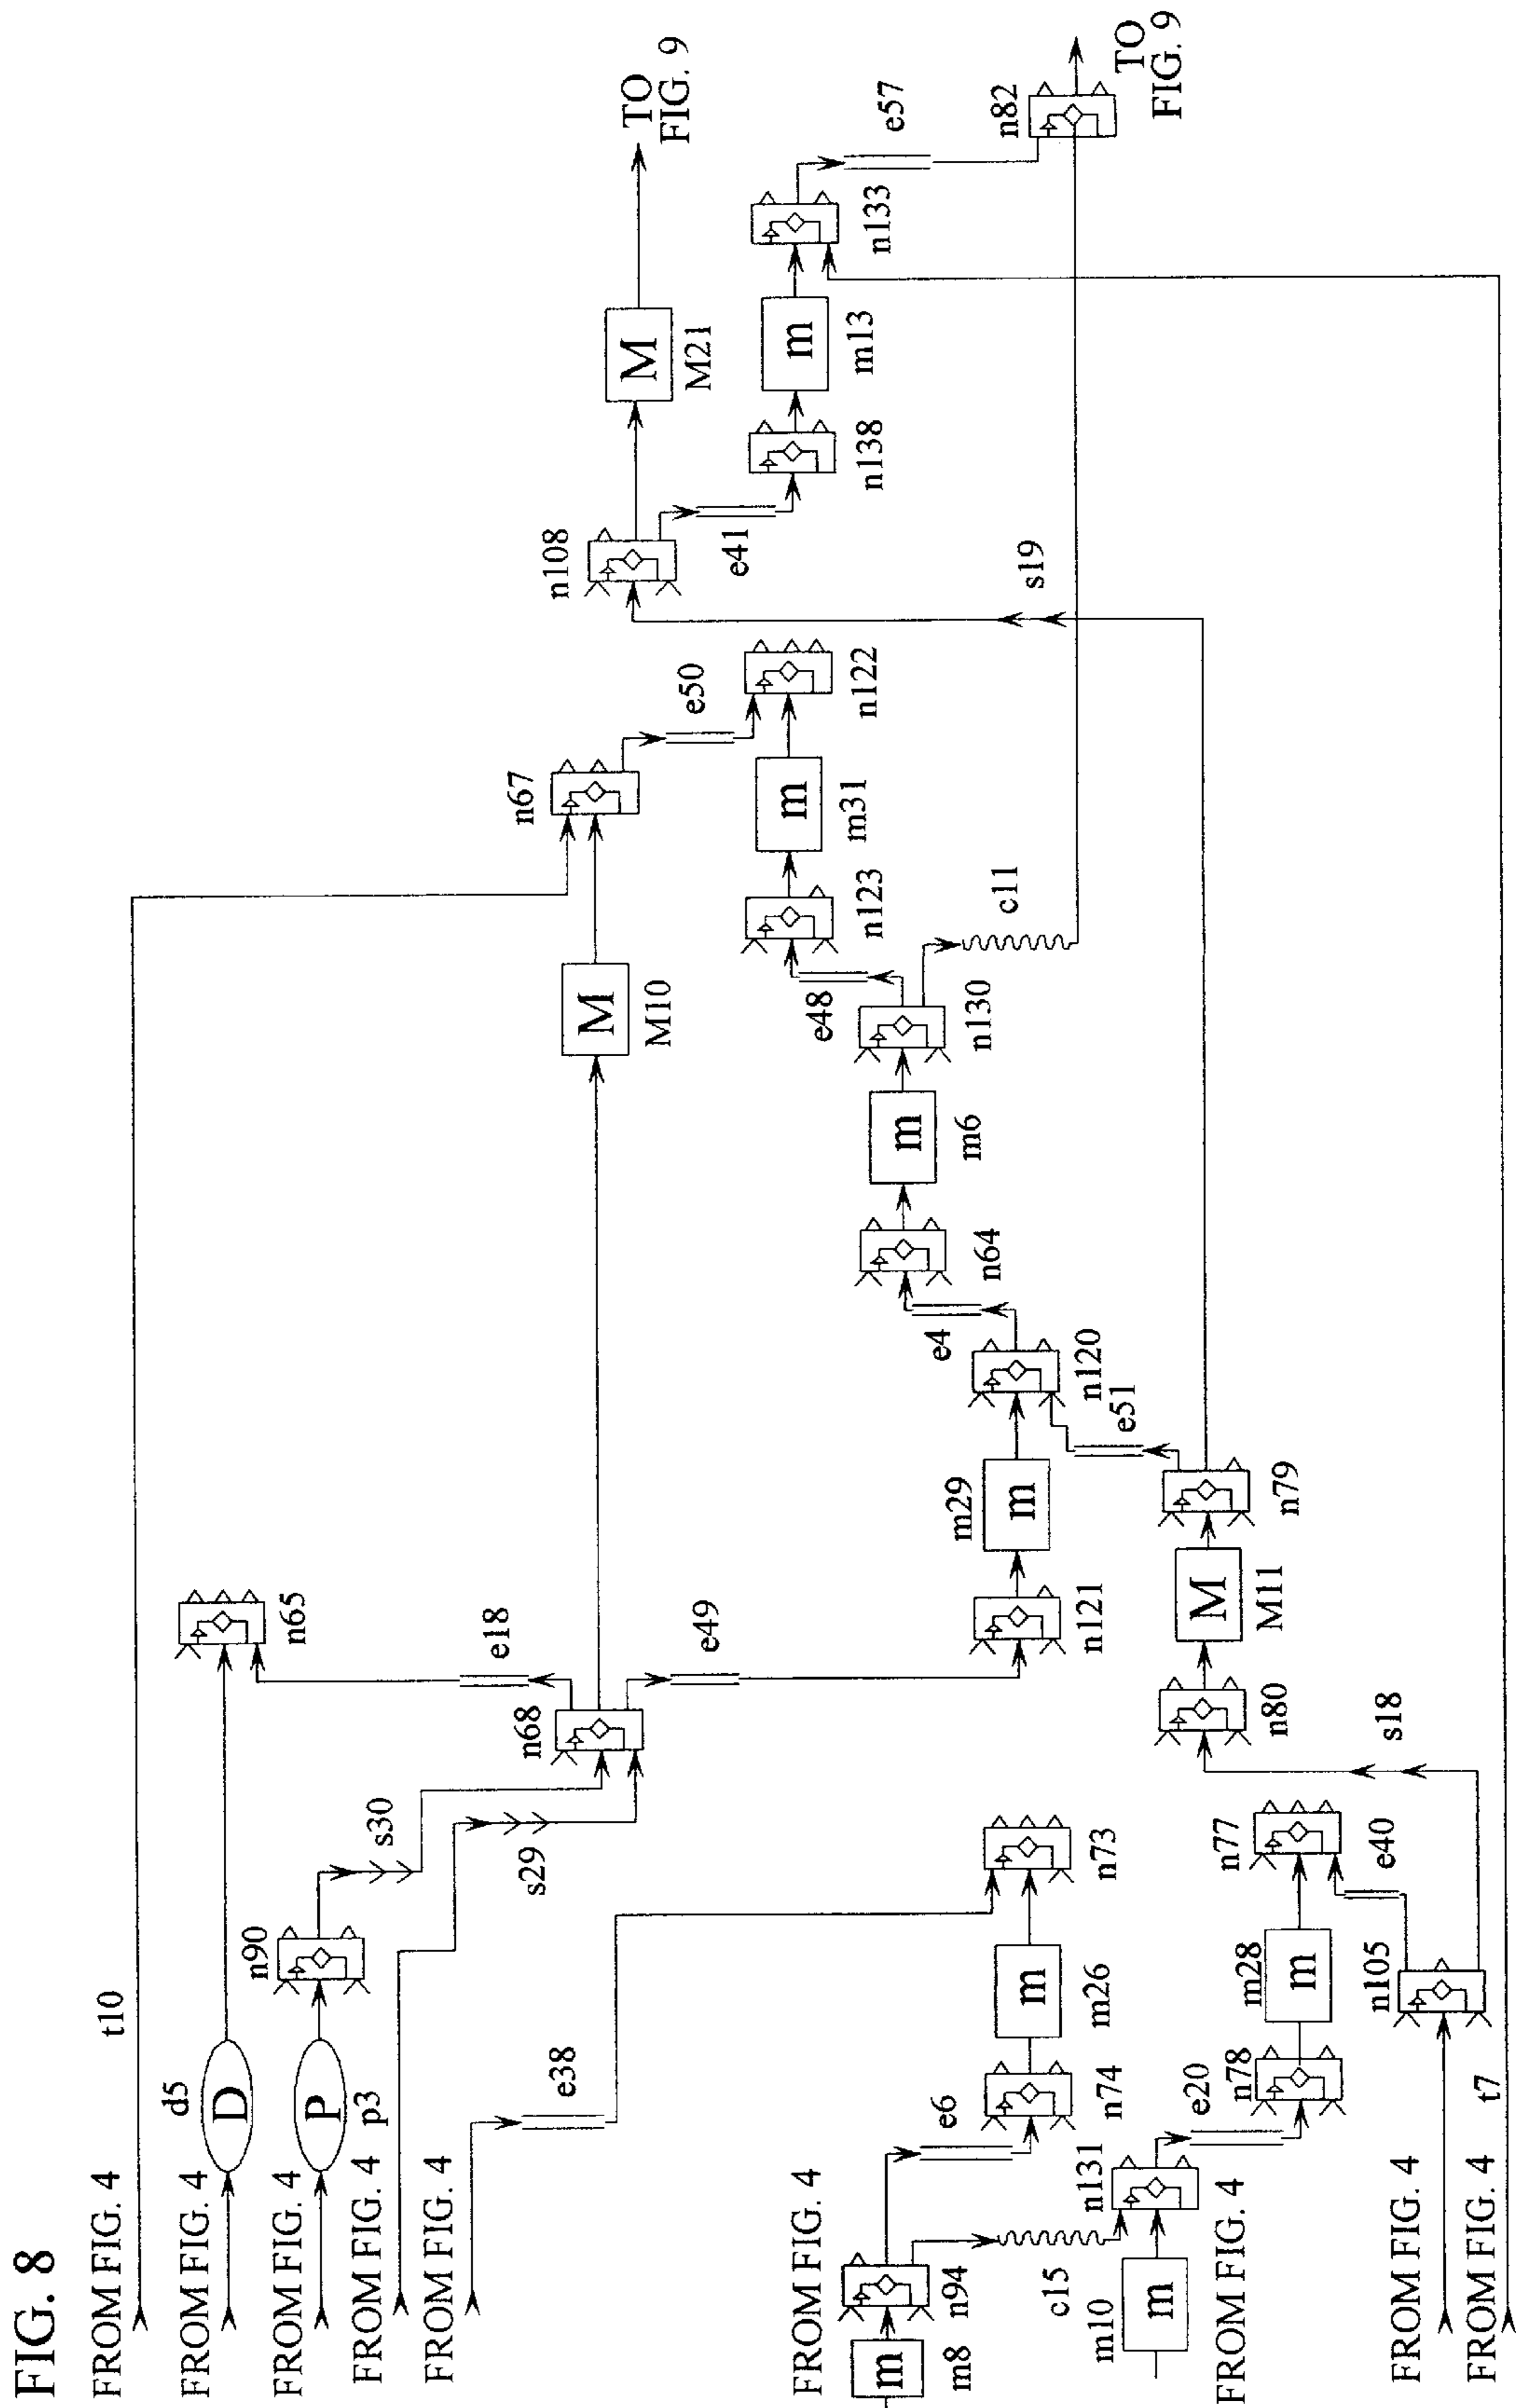 FIG. 8
FROM FIG. 4
t10
FROM FIG. 4
D
d5
n65
FROM FIG. 4
P
p3
n90
s30
e18
FROM FIG. 4
s29
n68
e49
FROM FIG. 4
e38
M
M10
n67
e50
n108
e41
M
M21
TO
FIG. 9
FROM FIG. 4
m
m8
n94
e6
n74
m
m26
n73
n121
m
m29
n120
e4
n64
m
m6
n130
e48
n123
m
m31
n122
n138
m
m13
n133
e57
c15
c11
s19
n82
TO
FIG. 9
m
m10
FROM FIG. 4
n131
e20
n78
m
m28
n77
e40
n80
M
M11
n79
e51
s18
FROM FIG. 4
n105
FROM FIG. 4
t7